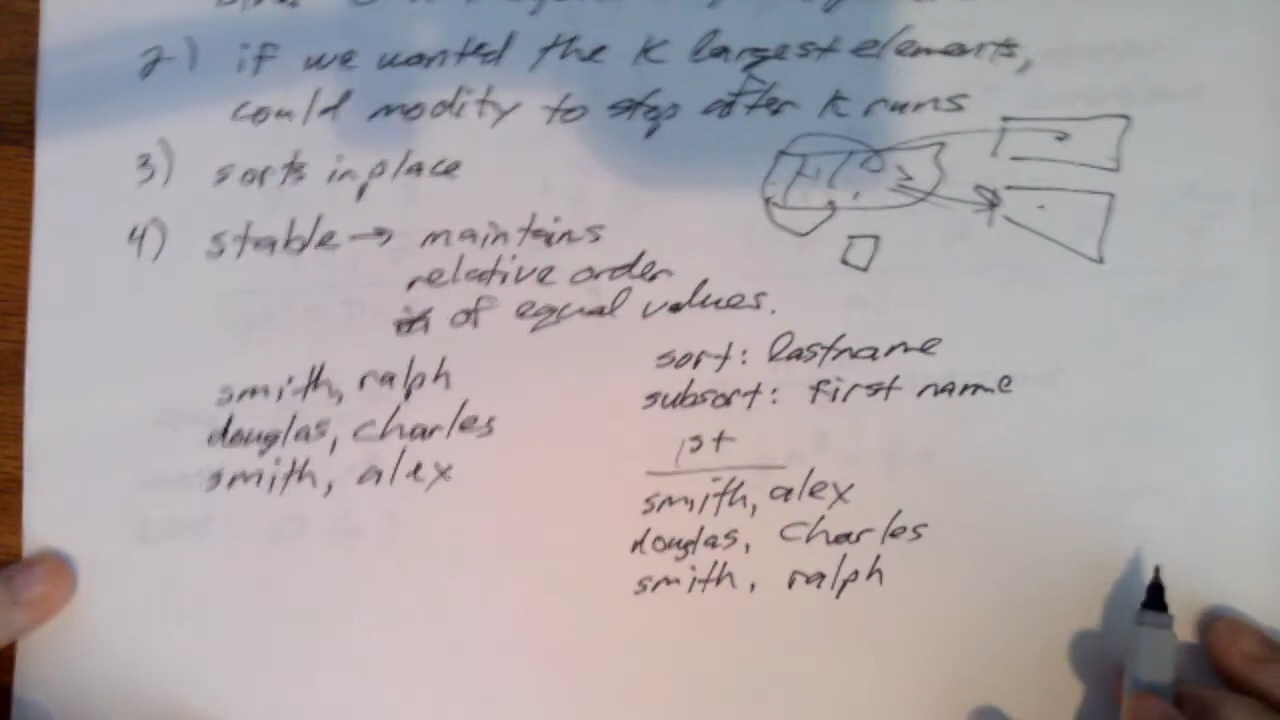 2) if we wanted the K largest elements,
could modify to stop after K runs
3) sorts in place
4) stable → maintains
relative order
of equal values.
smith, ralph
douglas, charles
smith, alex
sort: lastname
subsort: first name
1st
smith, alex
douglas, Charles
smith, ralph